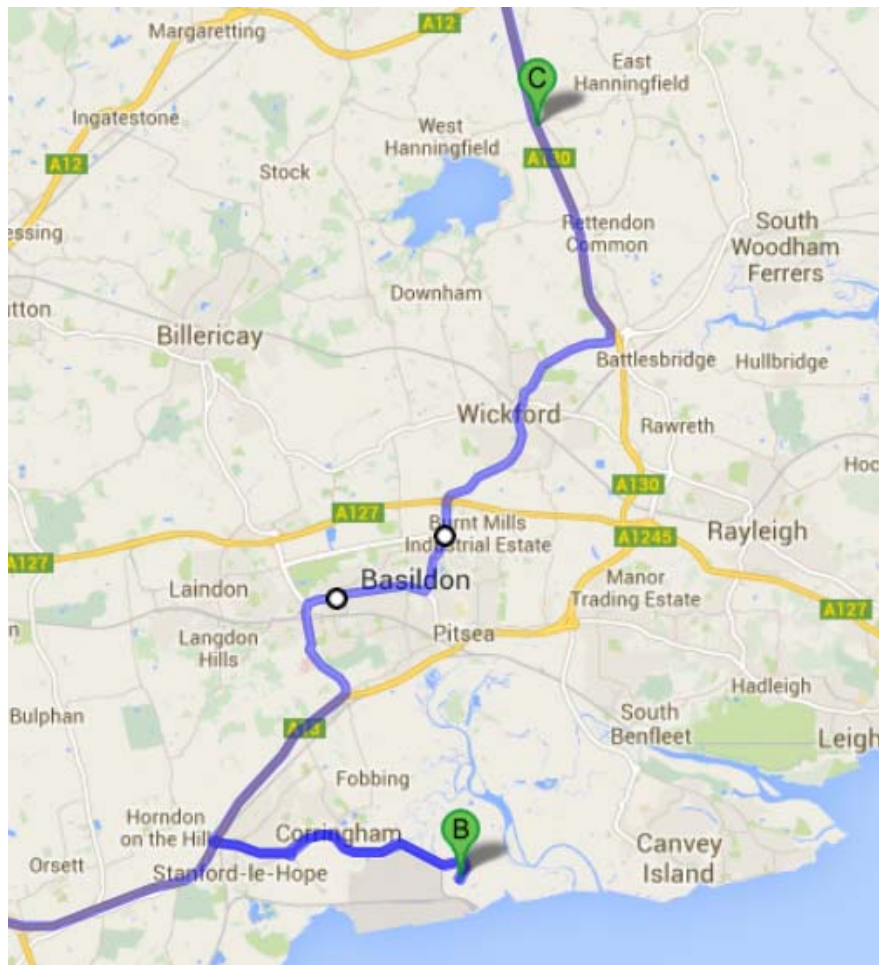 Margaretting
A12
East
Hanningfield
C
Ingatestone
West
Hanningfield
A12
A130
Stock
essing
Rettendon
Common
South
Woodham
Ferrers
Downham
tton
Billericay
Battlesbridge
Hullbridge
Wickford
Rawreth
Hoc
A130
A127
Burnt Mills
Industrial Estate
A1245
Rayleigh
A127
Laindon
Basildon
Manor
Trading Estate
A127
n
Langdon
Hills
Pitsea
Hadleigh
Bulphan
A13
South
Benfleet
Leigh
Fobbing
Horndon
on the Hill
Corringham
B
Orsett
Stanford-le-Hope
Canvey
Island